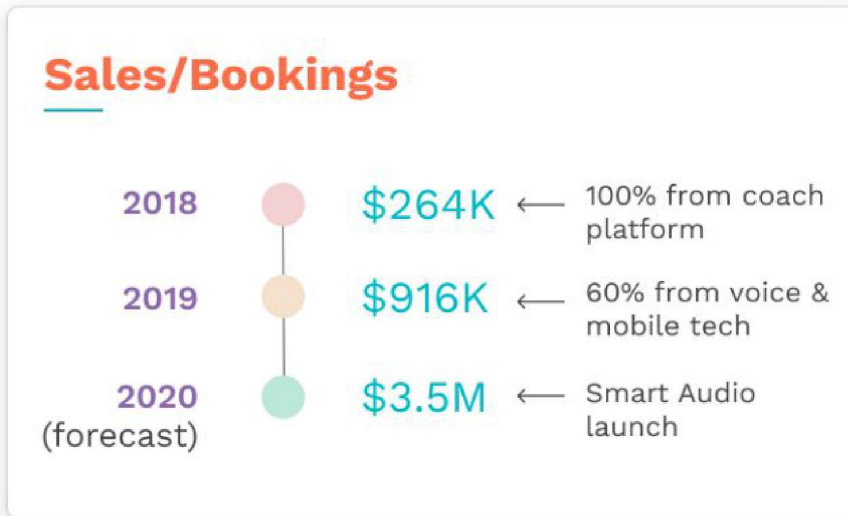 Sales/Bookings
2018 $264K ← 100% from coach
platform
2019 $916K ← 60% from voice &
mobile tech
2020 $3.5M ← Smart Audio
(forecast) launch